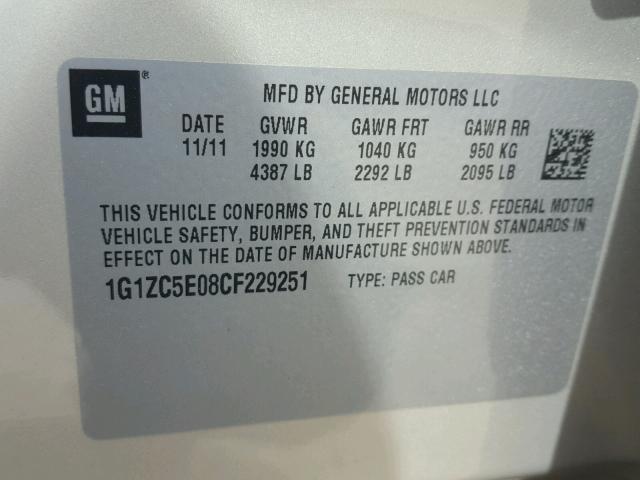 GM®
MFD BY GENERAL MOTORS LLC
DATE GVWR GAWR FRT GAWR RR
11/11 1990 KG 1040 KG 950 KG
4387 LB 2292 LB 2095 LB
THIS VEHICLE CONFORMS TO ALL APPLICABLE U.S. FEDERAL MOTOR
VEHICLE SAFETY, BUMPER, AND THEFT PREVENTION STANDARDS IN
EFFECT ON THE DATE OF MANUFACTURE SHOWN ABOVE.
1G1ZC5E08CF229251 TYPE: PASS CAR